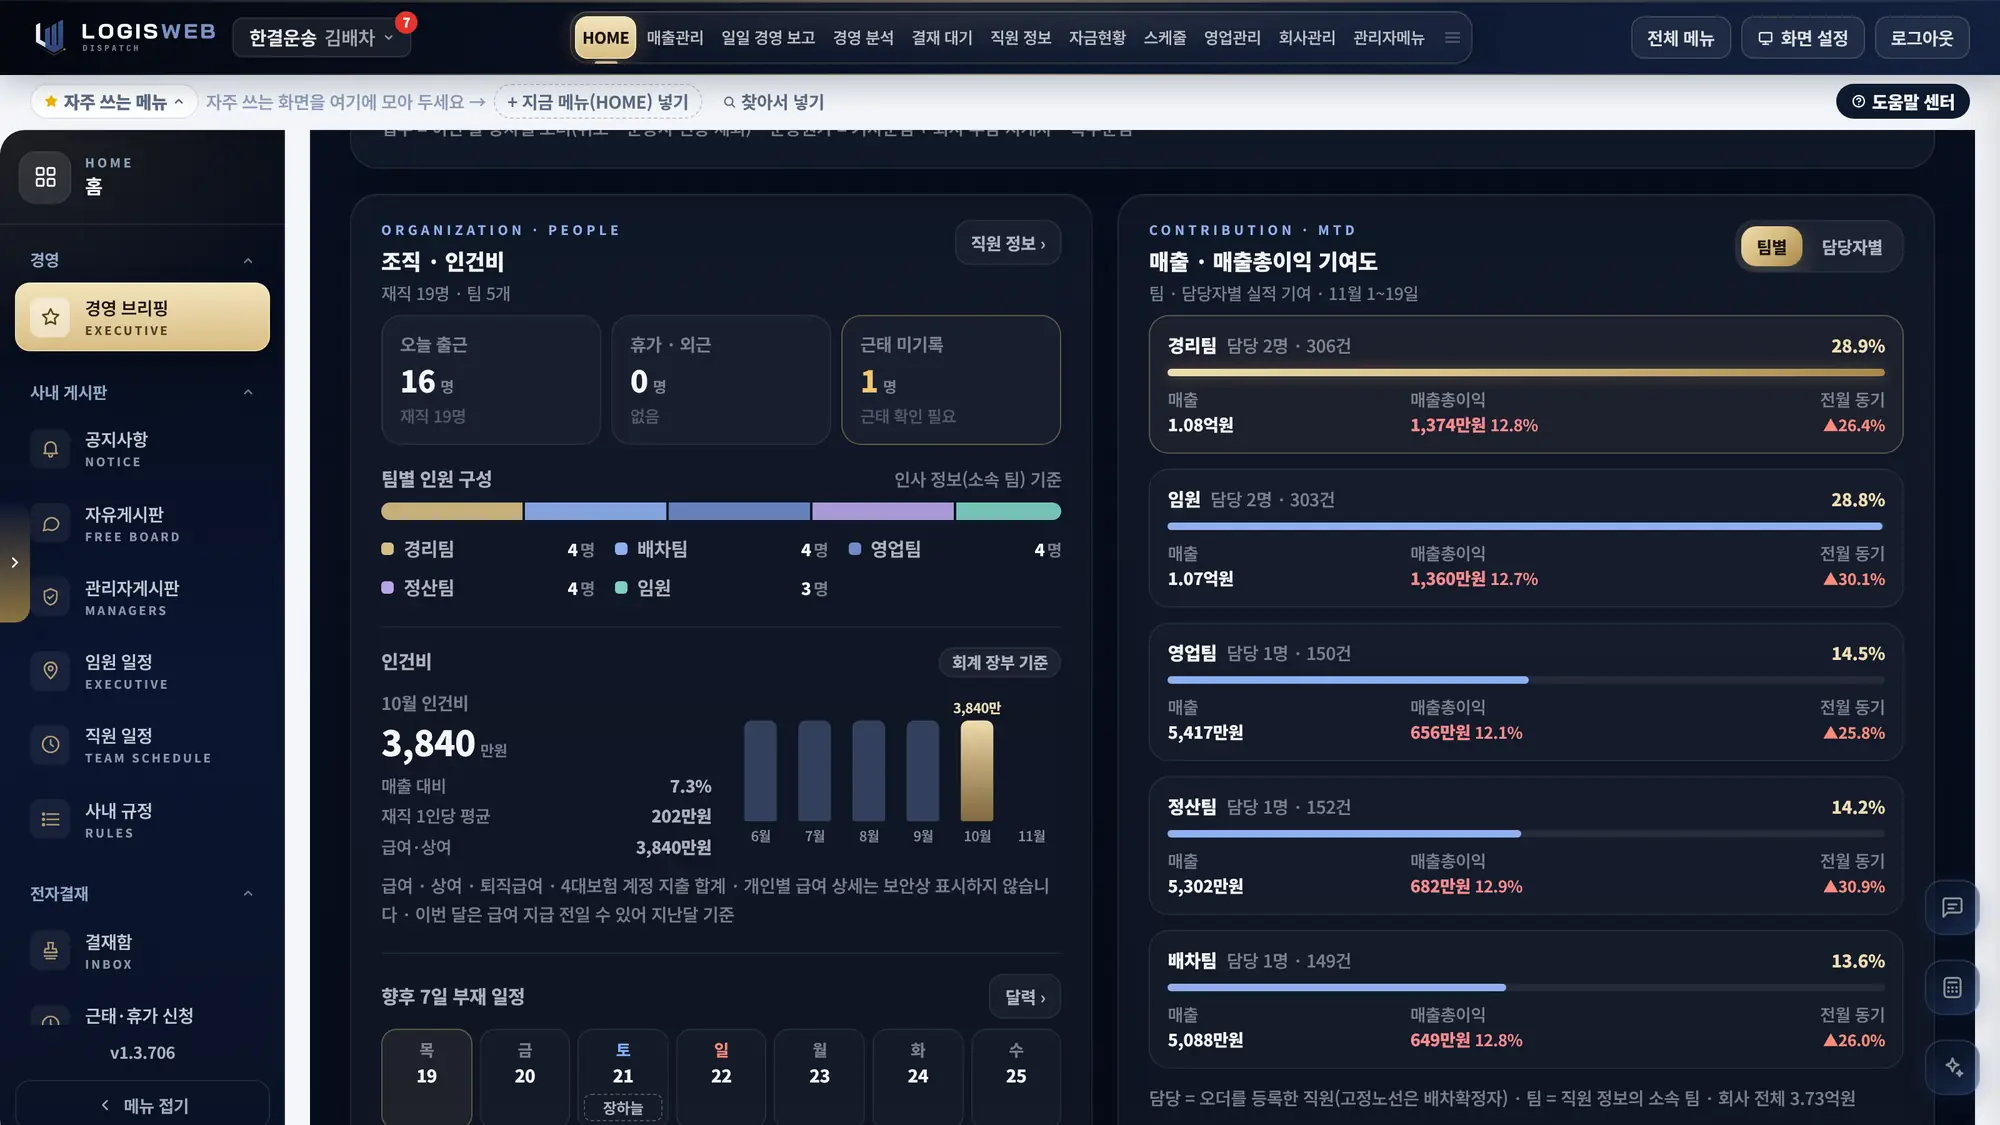 LOGISWEB
DISPATCH
한결운송 김배차
7
HOME 매출관리 일일 경영 보고 경영 분석 결재 대기 직원 정보 자금현황 스케줄 영업관리 회사관리 관리자메뉴
전체 메뉴 화면 설정 로그아웃
자주 쓰는 메뉴 자주 쓰는 화면을 여기에 모아 두세요 → + 지금 메뉴(HOME) 넣기 찾아서 넣기
도움말 센터
HOME
홈
경영
경영 브리핑
EXECUTIVE
사내 게시판
공지사항
NOTICE
자유게시판
FREE BOARD
관리자게시판
MANAGERS
임원 일정
EXECUTIVE
직원 일정
TEAM SCHEDULE
사내 규정
RULES
전자결재
결재함
INBOX
근태·휴가 신청
v1.3.706
메뉴 접기
ORGANIZATION · PEOPLE
조직 · 인건비
재직 19명 · 팀 5개
직원 정보 ›
오늘 출근
16 명
재직 19명
휴가 · 외근
0 명
없음
근태 미기록
1 명
근태 확인 필요
팀별 인원 구성
인사 정보(소속 팀) 기준
경리팀 4명 배차팀 4명 영업팀 4명
정산팀 4명 임원 3명
인건비
회계 장부 기준
10월 인건비
3,840 만원
매출 대비 7.3%
재직 1인당 평균 202만원
급여·상여 3,840만원
3,840만
6월 7월 8월 9월 10월 11월
급여 · 상여 · 퇴직급여 · 4대보험 계정 지출 합계 · 개인별 급여 상세는 보안상 표시하지 않습니
다 · 이번 달은 급여 지급 전일 수 있어 지난달 기준
향후 7일 부재 일정
달력 ›
목 금 토 일 월 화 수
19 20 21 22 23 24 25
장하늘
CONTRIBUTION · MTD
매출 · 매출총이익 기여도
팀 · 담당자별 실적 기여 · 11월 1~19일
팀별 담당자별
경리팀 담당 2명 · 306건 28.9%
매출 매출총이익 전월 동기
1.08억원 1,374만원 12.8% ▲26.4%
임원 담당 2명 · 303건 28.8%
매출 매출총이익 전월 동기
1.07억원 1,360만원 12.7% ▲30.1%
영업팀 담당 1명 · 150건 14.5%
매출 매출총이익 전월 동기
5,417만원 656만원 12.1% ▲25.8%
정산팀 담당 1명 · 152건 14.2%
매출 매출총이익 전월 동기
5,302만원 682만원 12.9% ▲30.9%
배차팀 담당 1명 · 149건 13.6%
매출 매출총이익 전월 동기
5,088만원 649만원 12.8% ▲26.0%
담당 = 오더를 등록한 직원(고정노선은 배차확정자) · 팀 = 직원 정보의 소속 팀 · 회사 전체 3.73억원